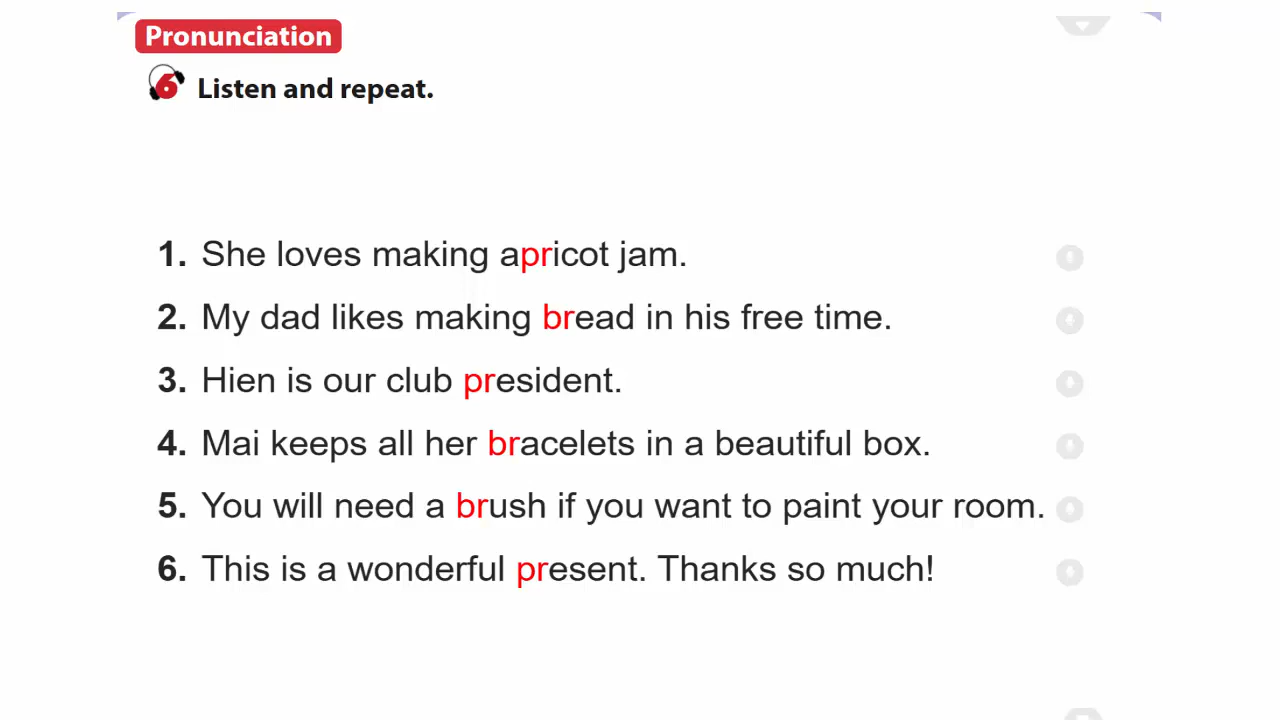 Pronunciation
6 Listen and repeat.
1. She loves making apricot jam.
2. My dad likes making bread in his free time.
3. Hien is our club president.
4. Mai keeps all her bracelets in a beautiful box.
5. You will need a brush if you want to paint your room.
6. This is a wonderful present. Thanks so much!